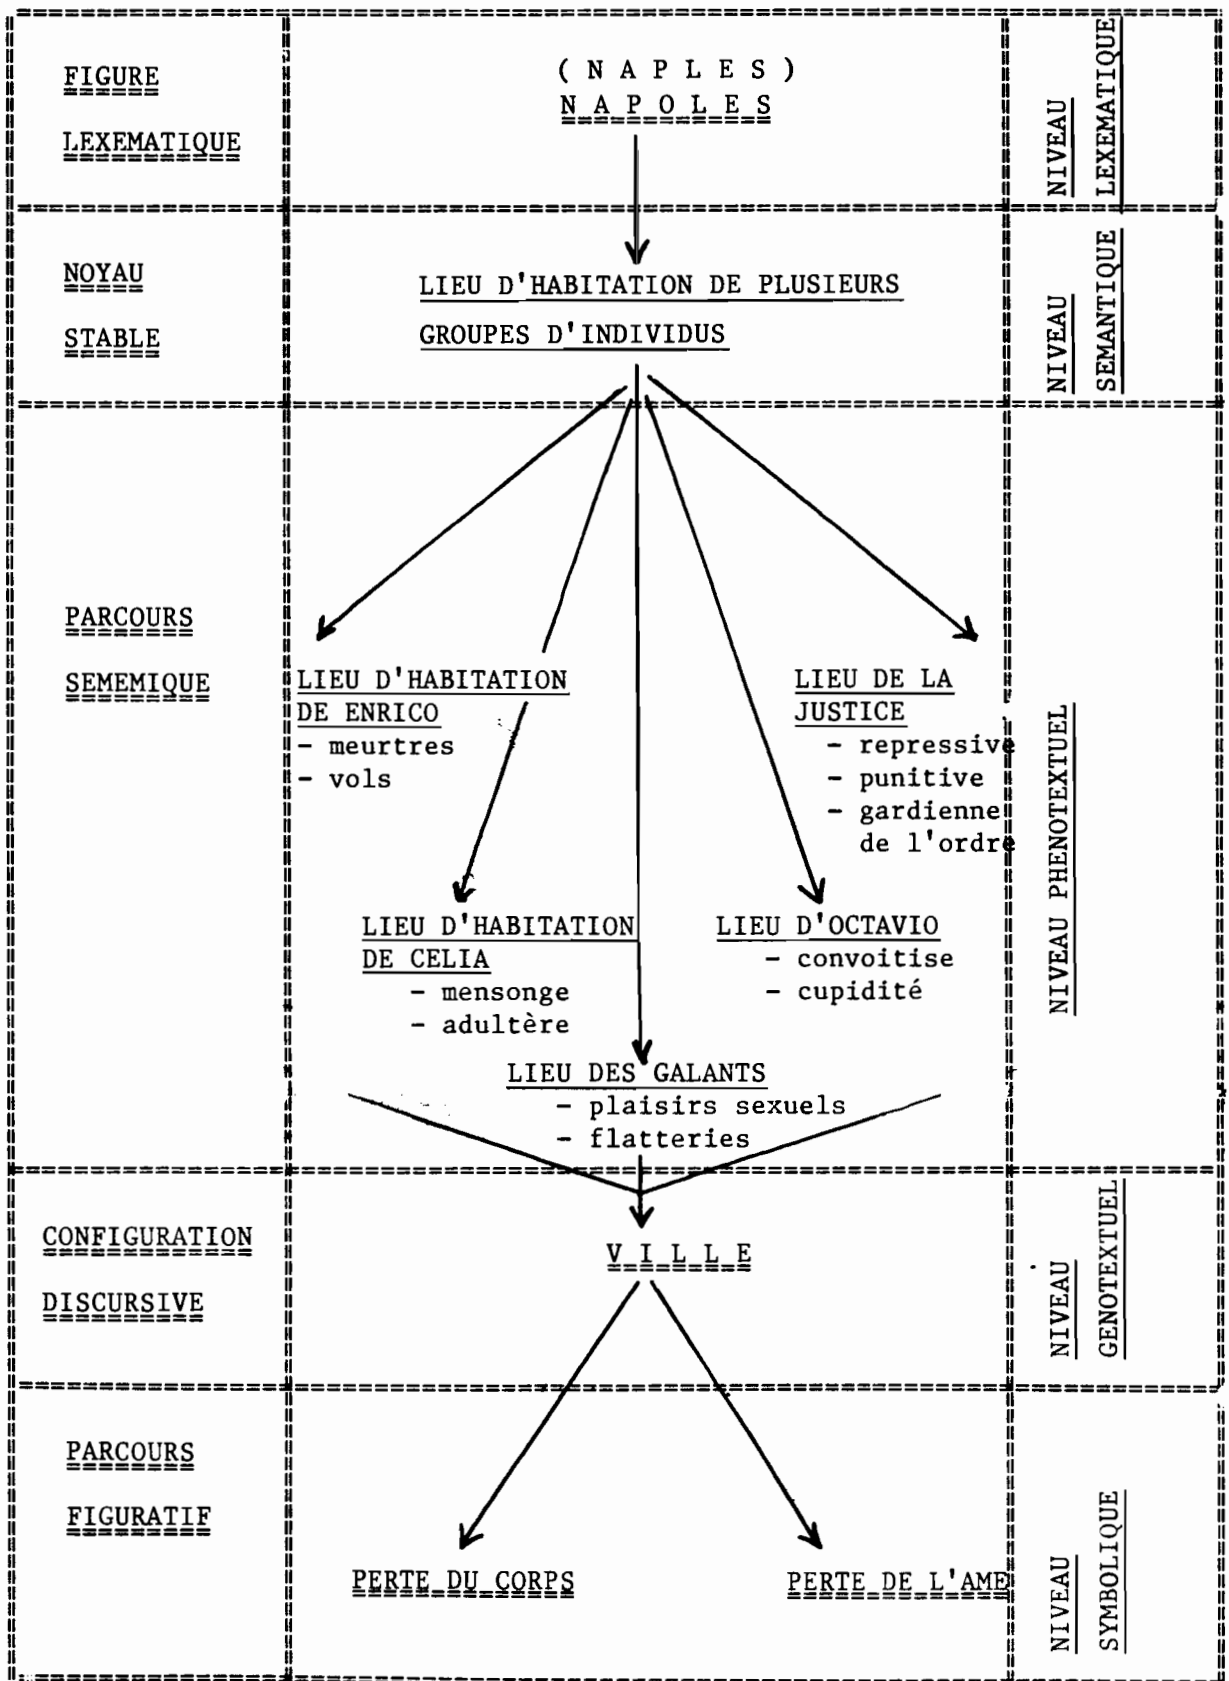 FIGURE
LEXEMATIQUE
( N A P L E S )
N A P O L E S
NIVEAU
LEXEMATIQUE
NOYAU
STABLE
LIEU D'HABITATION DE PLUSIEURS
GROUPES D'INDIVIDUS
NIVEAU
SEMANTIQUE
PARCOURS
SEMEMIQUE
LIEU D'HABITATION
DE ENRICO
- meurtres
- vols
LIEU DE LA
JUSTICE
- repressive
- punitive
- gardienne
de l'ordre
LIEU D'HABITATION
DE CELIA
- mensonge
- adultère
LIEU D'OCTAVIO
- convoitise
- cupidité
LIEU DES GALANTS
- plaisirs sexuels
- flatteries
NIVEAU PHENOTEXTUEL
CONFIGURATION
DISCURSIVE
V I L L E
NIVEAU
GENOTEXTUEL
PARCOURS
FIGURATIF
PERTE DU CORPS
PERTE DE L'AME
NIVEAU
SYMBOLIQUE